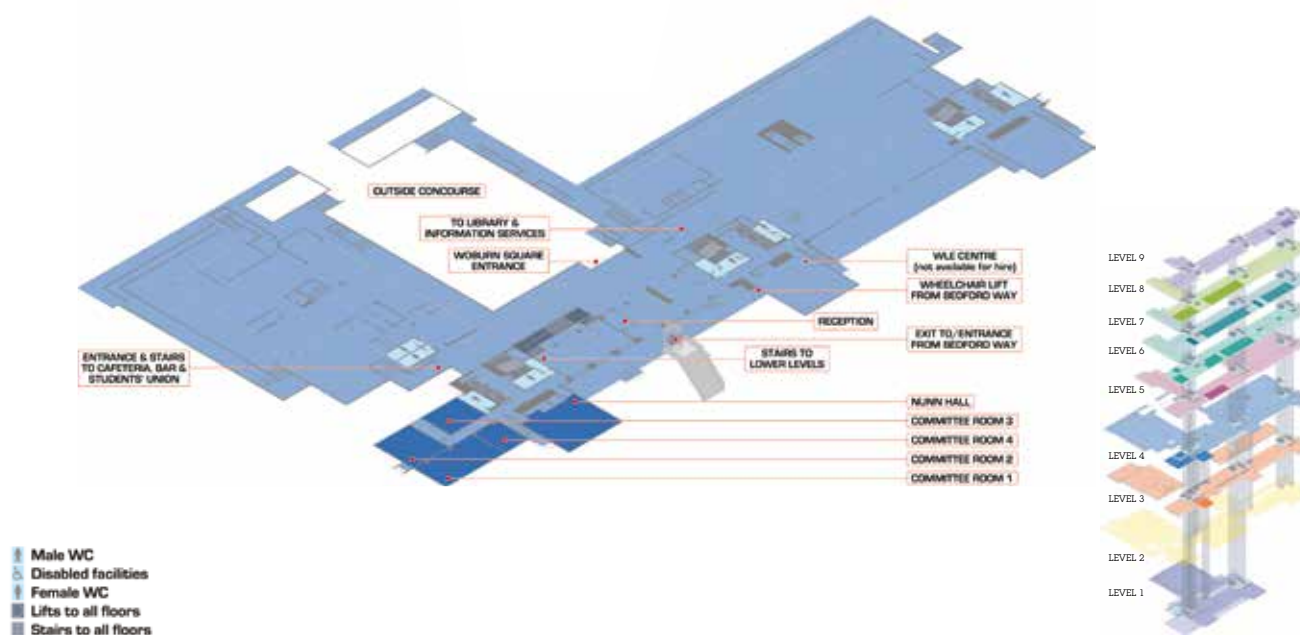 OUTSIDE CONCOURSE
TO LIBRARY &
INFORMATION SERVICES
WOBURN SQUARE
ENTRANCE
WLE CENTRE
(not available for hire)
WHEELCHAIR LIFT
FROM BEDFORD WAY
RECEPTION
EXIT TO/ENTRANCE
FROM BEDFORD WAY
STAIRS TO
LOWER LEVELS
ENTRANCE & STAIRS
TO CAFETERIA, BAR &
STUDENTS' UNION
NUNN HALL
COMMITTEE ROOM 3
COMMITTEE ROOM 4
COMMITTEE ROOM 2
COMMITTEE ROOM 1
LEVEL 9
LEVEL 8
LEVEL 7
LEVEL 6
LEVEL 5
LEVEL 4
LEVEL 3
LEVEL 2
LEVEL 1
Male WC
Disabled facilities
Female WC
Lifts to all floors
Stairs to all floors